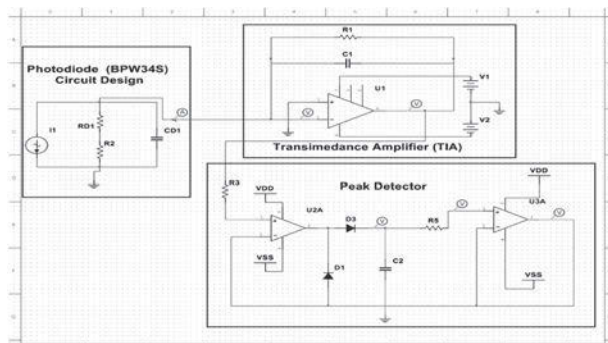 Photodiode (BPW34S)
Circuit Design
I1
RD1
R2
CD1
A
R1
C1
U1
V
V
V1
V2
Transimedance Amplifier (TIA)
R3
Peak Detector
VDD
U2A
VSS
D3
V
D1
C2
R5
V
VDD
U3A
V
VSS